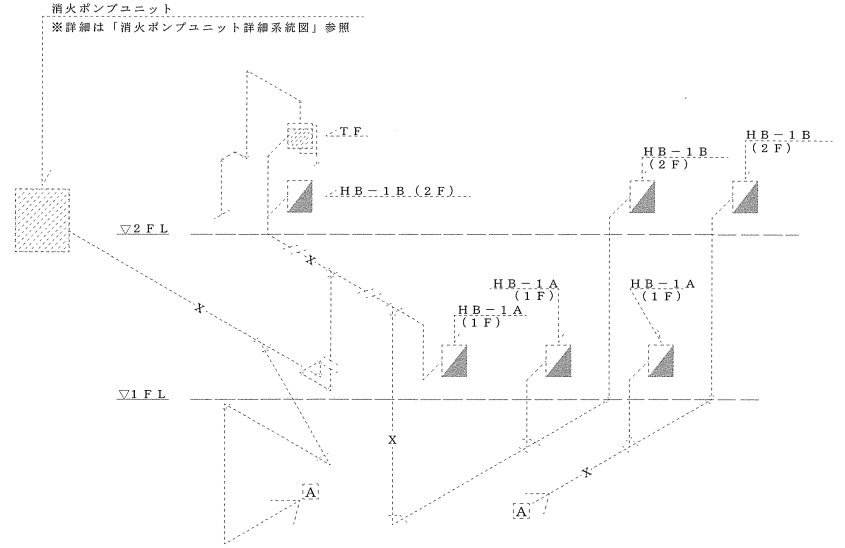 消火ポンプユニット
※詳細は「消火ポンプユニット詳細系統図」参照
TF
HB-1B
(2F)
HB-1B
(2F)
HB-1B(2F)
▽2FL
X
X
HB-1A
(1F)
HB-1A
(1F)
HB-1A
(1F)
▽1FL
X
X
A
A